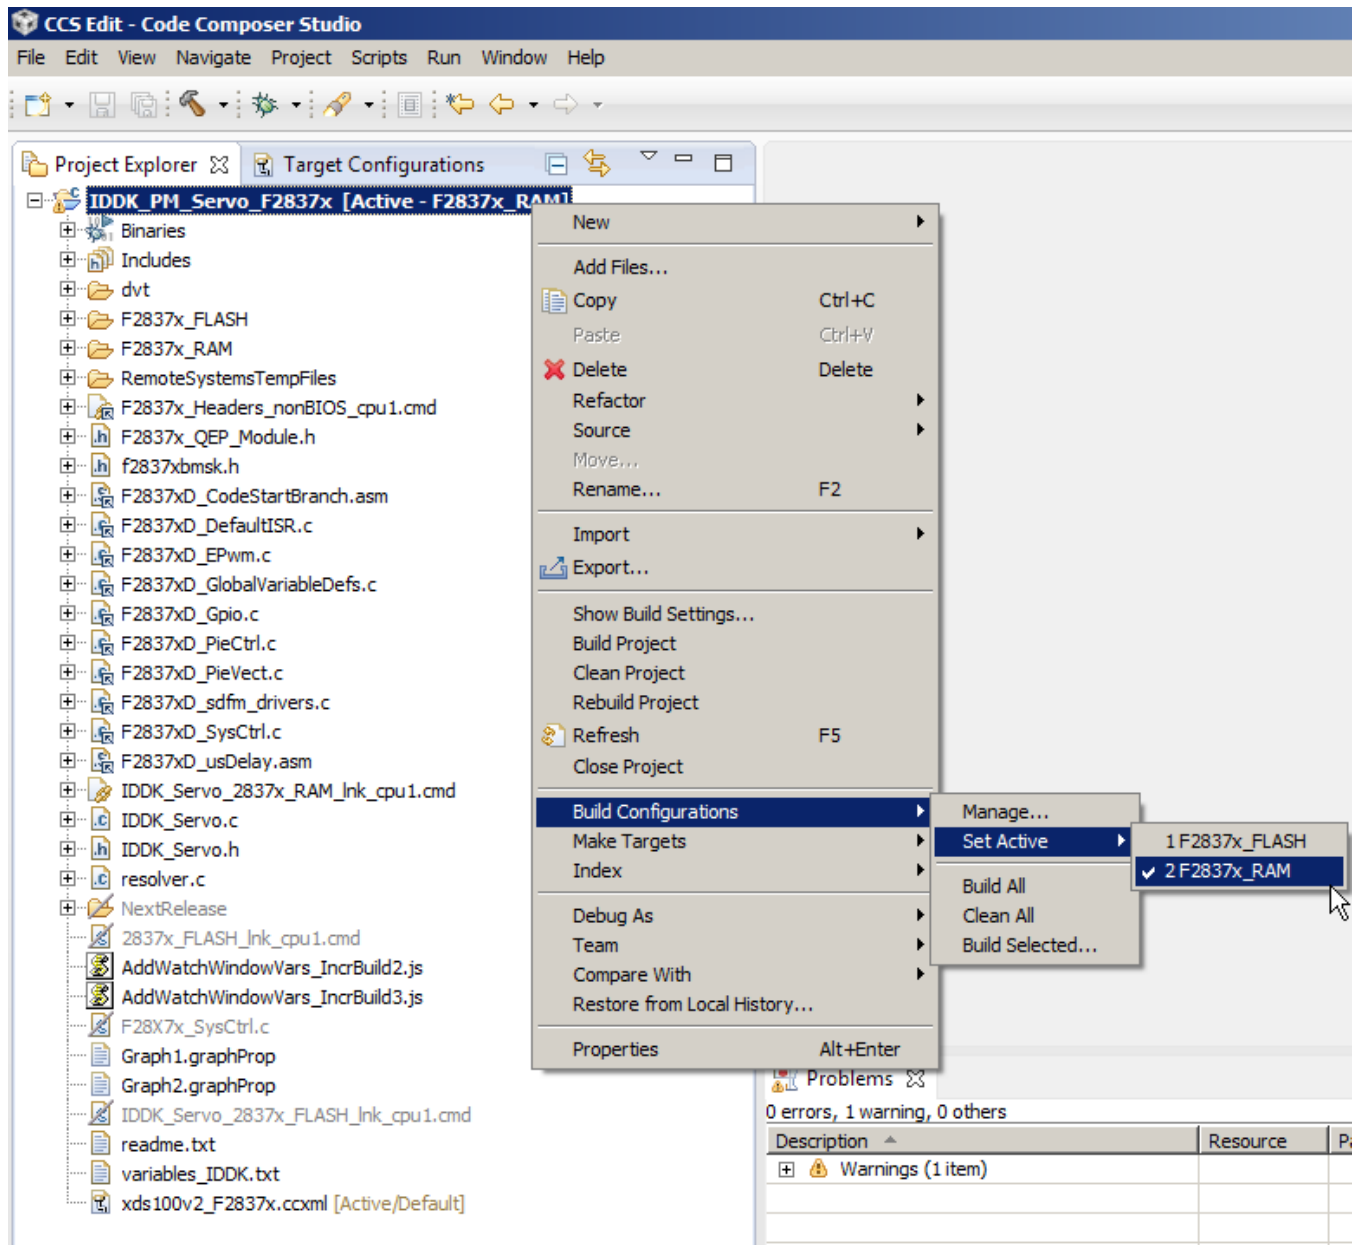 CCS Edit - Code Composer Studio
File Edit View Navigate Project Scripts Run Window Help
Project Explorer Target Configurations
IDDK_PM_Servo_F2837x [Active - F2837x_RAM]
Binaries
Includes
dvt
F2837x_FLASH
F2837x_RAM
RemoteSystemsTempFiles
F2837x_Headers_nonBIOS_cpu1.cmd
F2837x_QEP_Module.h
f2837xbmsk.h
F2837xD_CodeStartBranch.asm
F2837xD_DefaultISR.c
F2837xD_EPwm.c
F2837xD_GlobalVariableDefs.c
F2837xD_Gpio.c
F2837xD_PieCtrl.c
F2837xD_PieVect.c
F2837xD_sdfm_drivers.c
F2837xD_SysCtrl.c
F2837xD_usDelay.asm
IDDK_Servo_2837x_RAM_lnk_cpu1.cmd
IDDK_Servo.c
IDDK_Servo.h
resolver.c
NextRelease
2837x_FLASH_lnk_cpu1.cmd
AddWatchWindowVars_IncrBuild2.js
AddWatchWindowVars_IncrBuild3.js
F28X7x_SysCtrl.c
Graph1.graphProp
Graph2.graphProp
IDDK_Servo_2837x_FLASH_lnk_cpu1.cmd
readme.txt
variables_IDDK.txt
xds100v2_F2837x.ccxml [Active/Default]
New
Add Files...
Copy Ctrl+C
Paste Ctrl+V
Delete Delete
Refactor
Source
Move...
Rename... F2
Import
Export...
Show Build Settings...
Build Project
Clean Project
Rebuild Project
Refresh F5
Close Project
Build Configurations
Make Targets
Index
Debug As
Team
Compare With
Restore from Local History...
Properties Alt+Enter
Manage...
Set Active
Build All
Clean All
Build Selected...
1 F2837x_FLASH
2 F2837x_RAM
Problems
0 errors, 1 warning, 0 others
Description Resource
Warnings (1 item)